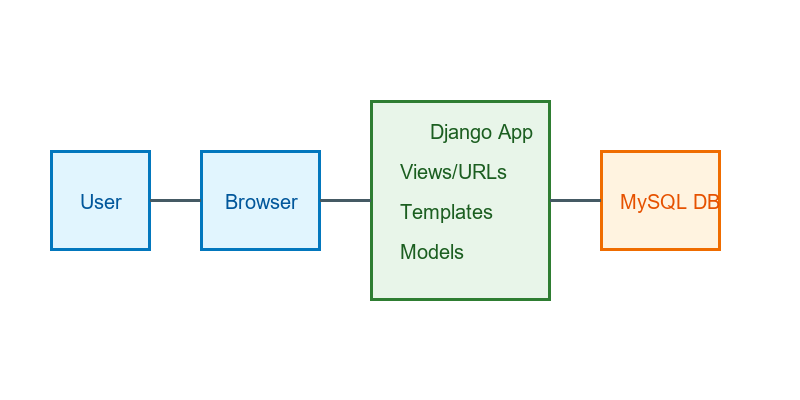 User
Browser
Django App
Views/URLs
Templates
Models
MySQL DB